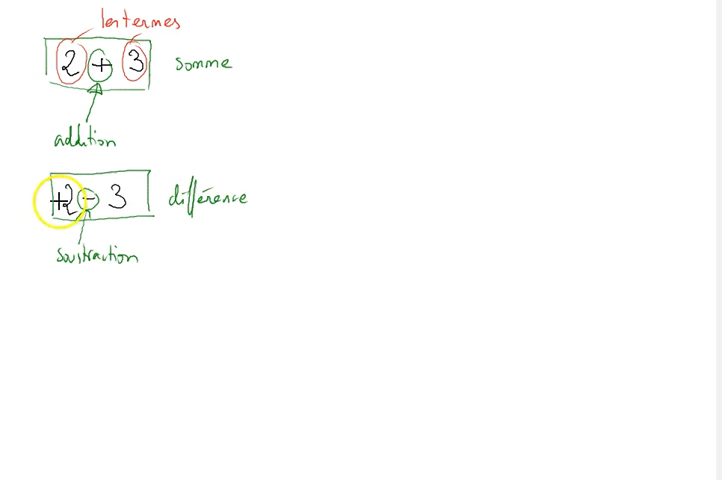 les termes
2 + 3 somme
addition
+2 - 3 différence
soustraction